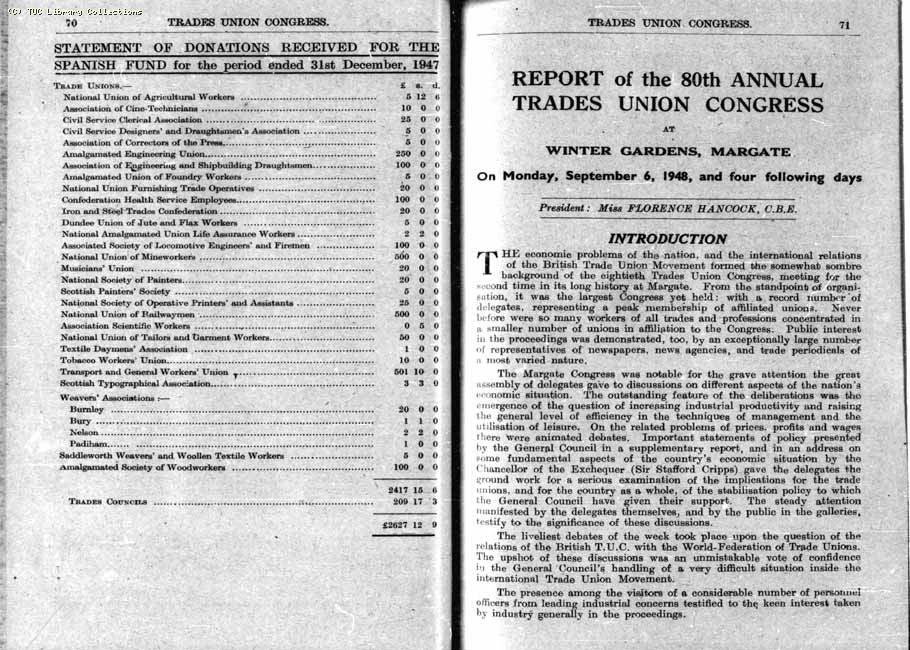 (C) TUC Library Collections
70 TRADES UNION CONGRESS.
STATEMENT OF DONATIONS RECEIVED FOR THE
SPANISH FUND for the period ended 31st December, 1947
TRADE UNIONS.— £ s. d.
National Union of Agricultural Workers 5 12 6
Association of Cine-Technicians 10 0 0
Civil Service Clerical Association 25 0 0
Civil Service Designers' and Draughtsmen's Association 5 0 0
Association of Correctors of the Press 5 0 0
Amalgamated Engineering Union 250 0 0
Association of Engineering and Shipbuilding Draughtsmen 100 0 0
Amalgamated Union of Foundry Workers 5 0 0
National Union Furnishing Trade Operatives 20 0 0
Confederation Health Service Employees 100 0 0
Iron and Steel Trades Confederation 20 0 0
Dundee Union of Jute and Flax Workers 5 0 0
National Amalgamated Union Life Assurance Workers 2 2 0
Associated Society of Locomotive Engineers' and Firemen 100 0 0
National Union of Mineworkers 500 0 0
Musicians' Union 20 0 0
National Society of Painters 20 0 0
Scottish Painters' Society 5 0 0
National Society of Operative Printers' and Assistants 25 0 0
National Union of Railwaymen 500 0 0
Association Scientific Workers 0 5 0
National Union of Tailors and Garment Workers 50 0 0
Textile Daymens' Association 1 0 0
Tobacco Workers' Union 10 0 0
Transport and General Workers' Union 501 10 0
Scottish Typographical Association 3 3 0
Weavers' Associations :—
Burnley 20 0 0
Bury 1 1 0
Nelson 2 2 0
Padiham 1 0 0
Saddleworth Weavers' and Woollen Textile Workers 5 0 0
Amalgamated Society of Woodworkers 100 0 0
2417 15 6
TRADES COUNCILS 209 17 3
£2627 12 9
TRADES UNION CONGRESS. 71
REPORT of the 80th ANNUAL
TRADES UNION CONGRESS
AT
WINTER GARDENS, MARGATE
On Monday, September 6, 1948, and four following days
President: Miss FLORENCE HANCOCK, C.B.E.
INTRODUCTION
THE economic problems of the nation, and the international relations
of the British Trade Union Movement formed the somewhat sombre
background of the eightieth Trades Union Congress, meeting for the
second time in its long history at Margate. From the standpoint of organi-
sation, it was the largest Congress yet held: with a record number of
delegates, representing a peak membership of affiliated unions. Never
before were so many workers of all trades and professions concentrated in
a smaller number of unions in affiliation to the Congress. Public interest
in the proceedings was demonstrated, too, by an exceptionally large number
of representatives of newspapers, news agencies, and trade periodicals of
a most varied nature.
The Margate Congress was notable for the grave attention the great
assembly of delegates gave to discussions on different aspects of the nation's
economic situation. The outstanding feature of the deliberations was the
emergence of the question of increasing industrial productivity and raising
the general level of efficiency in the techniques of management and the
utilisation of leisure. On the related problems of prices, profits and wages
there were animated debates. Important statements of policy presented
by the General Council in a supplementary report, and in an address on
some fundamental aspects of the country's economic situation by the
Chancellor of the Exchequer (Sir Stafford Cripps) gave the delegates the
ground work for a serious examination of the implications for the trade
unions, and for the country as a whole, of the stabilisation policy to which
the General Council have given their support. The steady attention
manifested by the delegates themselves, and by the public in the galleries,
testify to the significance of these discussions.
The liveliest debates of the week took place upon the question of the
relations of the British T.U.C. with the World Federation of Trade Unions.
The upshot of these discussions was an unmistakable vote of confidence
in the General Council's handling of a very difficult situation inside the
international Trade Union Movement.
The presence among the visitors of a considerable number of personnel
officers from leading industrial concerns testified to the keen interest taken
by industry generally in the proceedings.